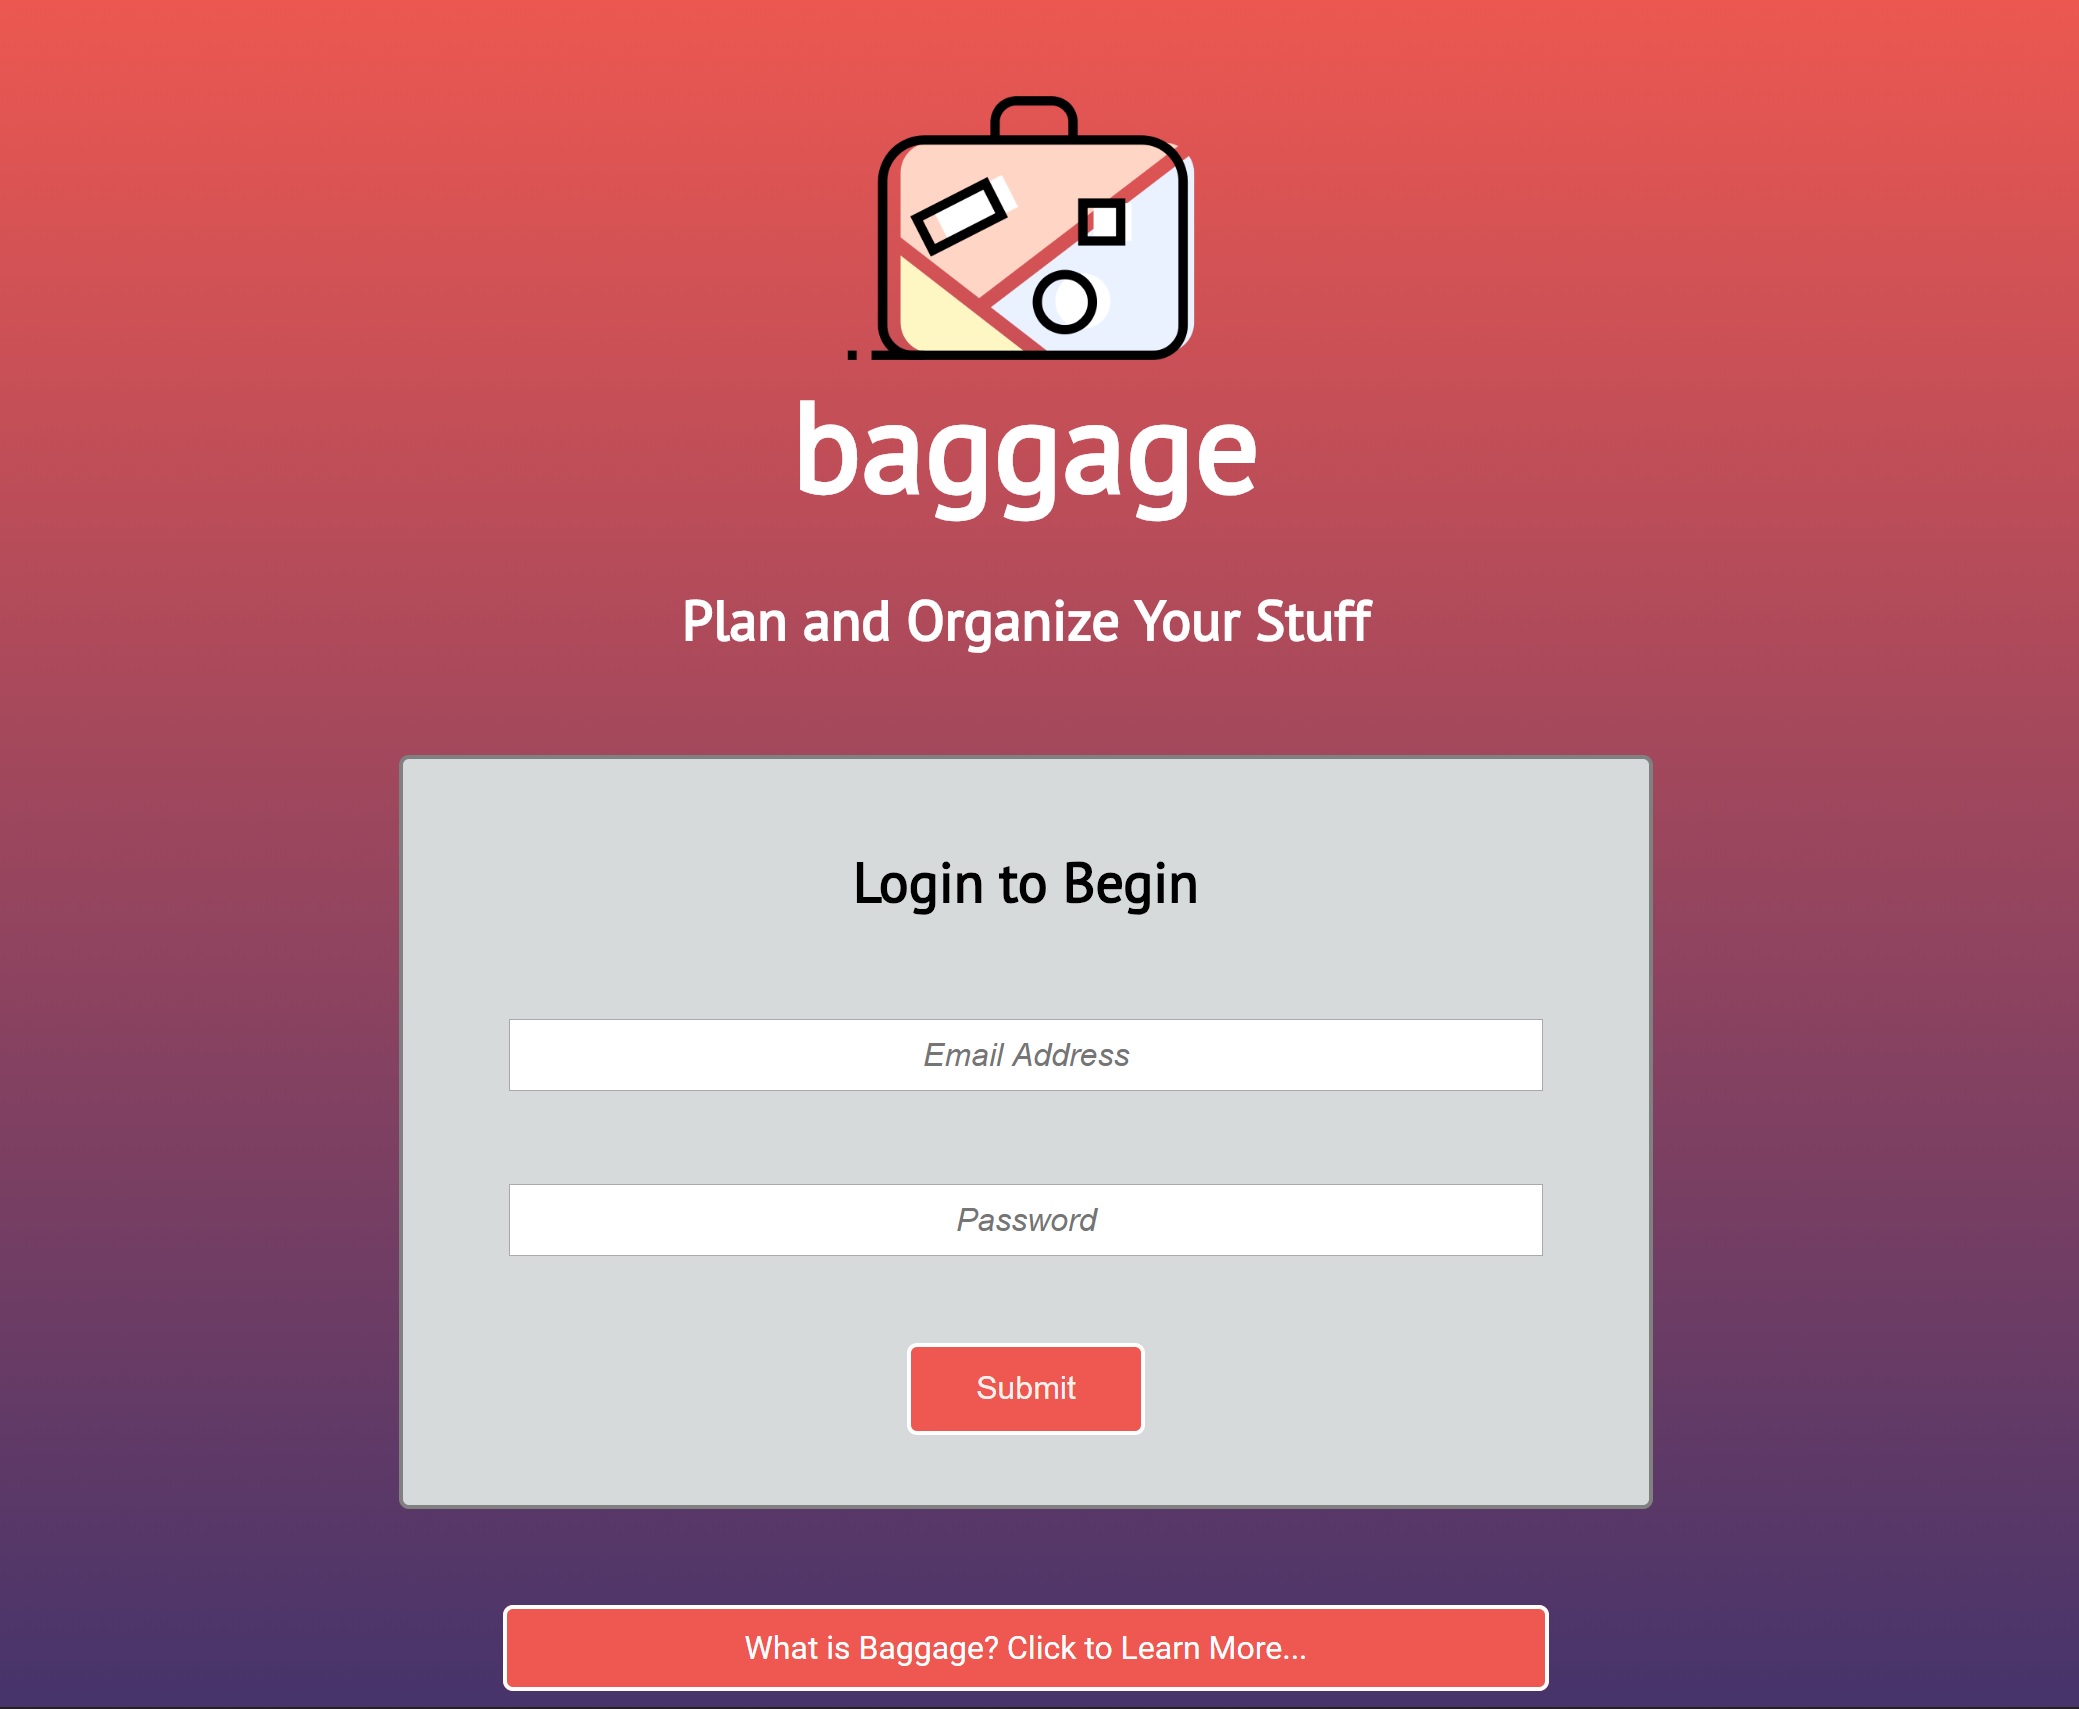 baggage
Plan and Organize Your Stuff
Login to Begin
Email Address
Password
Submit
What is Baggage? Click to Learn More...